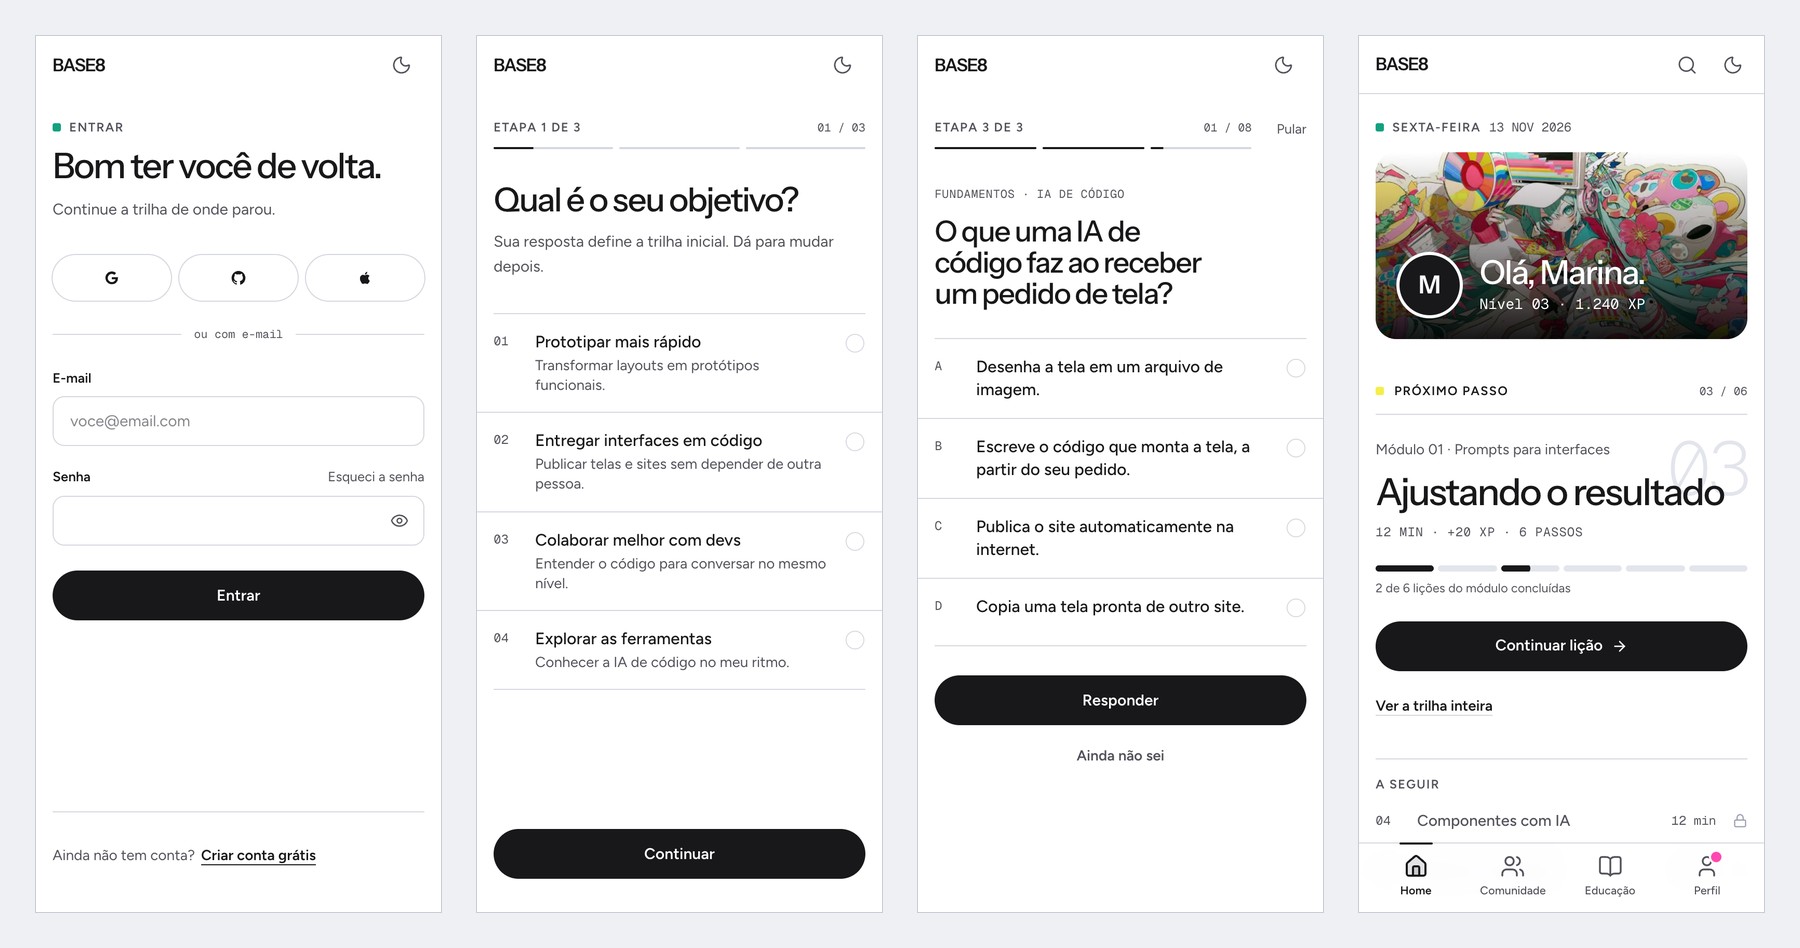 BASE8
ENTRAR
Bom ter você de volta.
Continue a trilha de onde parou.
ou com e-mail
E-mail
voce@email.com
Senha
Esqueci a senha
Entrar
Ainda não tem conta? Criar conta grátis
BASE8
ETAPA 1 DE 3
01 / 03
Qual é o seu objetivo?
Sua resposta define a trilha inicial. Dá para mudar
depois.
01
Prototipar mais rápido
Transformar layouts em protótipos
funcionais.
02
Entregar interfaces em código
Publicar telas e sites sem depender de outra
pessoa.
03
Colaborar melhor com devs
Entender o código para conversar no mesmo
nível.
04
Explorar as ferramentas
Conhecer a IA de código no meu ritmo.
Continuar
BASE8
ETAPA 3 DE 3
01 / 08
Pular
FUNDAMENTOS · IA DE CÓDIGO
O que uma IA de
código faz ao receber
um pedido de tela?
A
Desenha a tela em um arquivo de
imagem.
B
Escreve o código que monta a tela, a
partir do seu pedido.
C
Publica o site automaticamente na
internet.
D
Copia uma tela pronta de outro site.
Responder
Ainda não sei
BASE8
SEXTA-FEIRA 13 NOV 2026
M
Olá, Marina.
Nível 03 · 1.240 XP
PRÓXIMO PASSO
03 / 06
Módulo 01 · Prompts para interfaces
03
Ajustando o resultado
12 MIN · +20 XP · 6 PASSOS
2 de 6 lições do módulo concluídas
Continuar lição →
Ver a trilha inteira
A SEGUIR
04
Componentes com IA
12 min
Home
Comunidade
Educação
Perfil